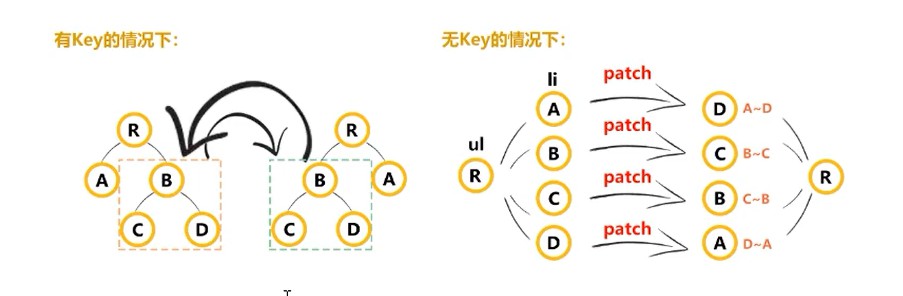 有Key的情况下：
R
A
B
C
D
R
B
A
C
D
无Key的情况下：
ul
R
li
A
B
C
D
patch
patch
patch
patch
D A~D
C B~C
B C~B
A D~A
R